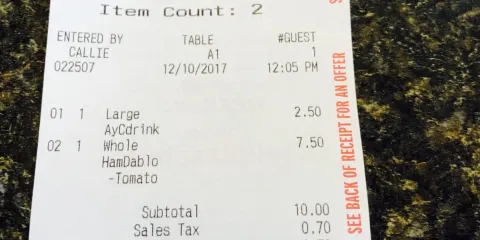 Item Count: 2
ENTERED BY TABLE #GUEST
CALLIE A1 1
022507 12/10/2017 12:05 PM
01 1 Large 2.50
AyCdrink
02 1 Whole 7.50
HamDablo
-Tomato
Subtotal 10.00
Sales Tax 0.70
SEE BACK OF RECEIPT FOR AN OFFER